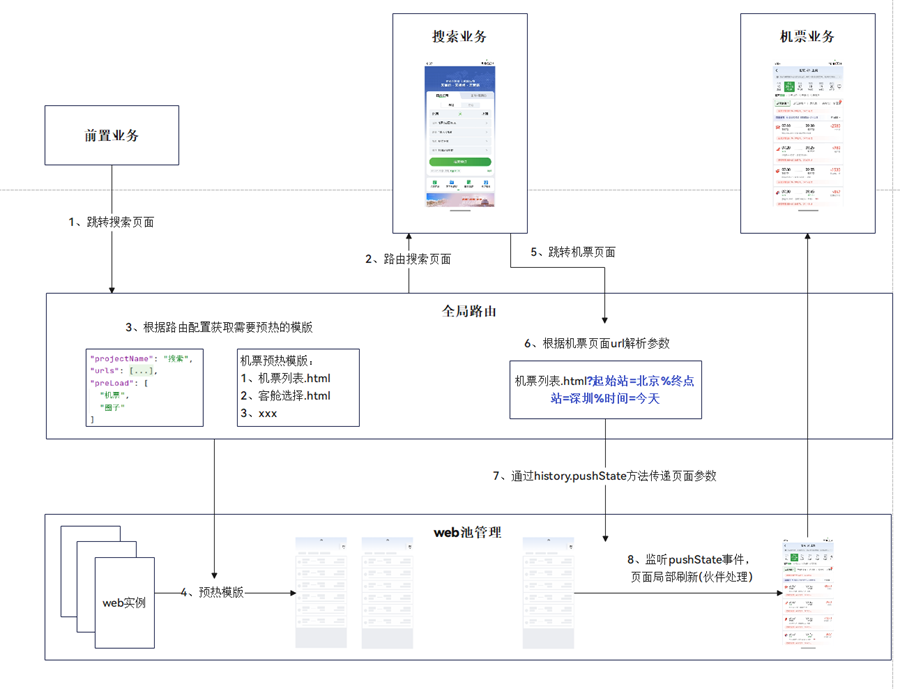 搜索业务
机票业务
前置业务
1、跳转搜索页面
2、路由搜索页面
5、跳转机票页面
全局路由
3、根据路由配置获取需要预热的模版
"projectName": "搜索",
"urls": [...],
"preLoad": [
"机票",
"圈子"
]
机票预热模版：
1、机票列表.html
2、客舱选择.html
3、xxx
6、根据机票页面url解析参数
机票列表.html?起始站=北京%终点
站=深圳%时间=今天
7、通过history.pushState方法传递页面参数
web池管理
web实例
4、预热模版
8、监听pushState事件，
页面局部刷新(伙伴处理)